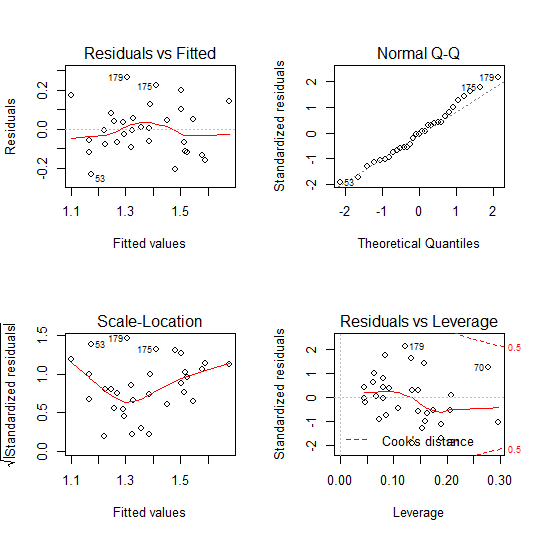 Residuals vs Fitted
Residuals
-0.2 0.0 0.2
179
175
53
1.1 1.3 1.5
Fitted values
Normal Q-Q
Standardized residuals
-2 -1 0 1 2
179
175
53
-2 -1 0 1 2
Theoretical Quantiles
Scale-Location
√|Standardized residuals|
0.0 0.5 1.0 1.5
53
179
175
1.1 1.3 1.5
Fitted values
Residuals vs Leverage
Standardized residuals
-2 -1 0 1 2
179
70
0.5
0.5
Cook's distance
0.00 0.10 0.20 0.30
Leverage